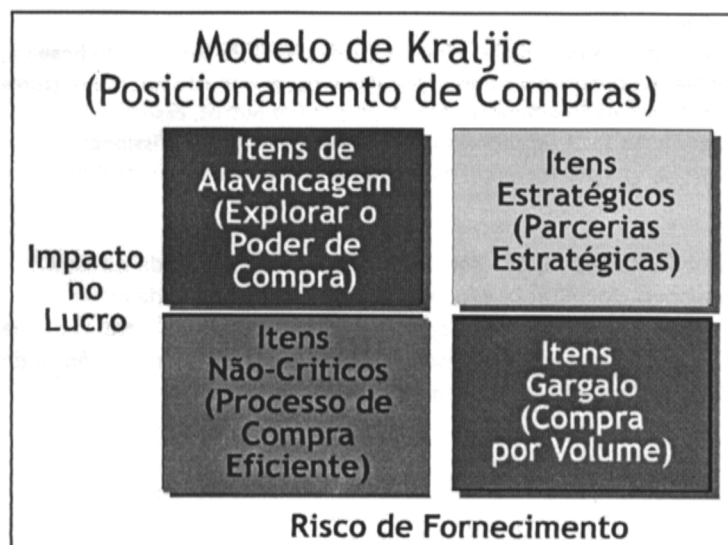 Modelo de Kraljic
(Posicionamento de Compras)
Itens de
Alavancagem
(Explorar o
Poder de
Compra)
Itens
Estratégicos
(Parcerias
Estratégicas)
Impacto
no
Lucro
Itens
Não-Criticos
(Processo de
Compra
Eficiente)
Itens
Gargalo
(Compra
por Volume)
Risco de Fornecimento